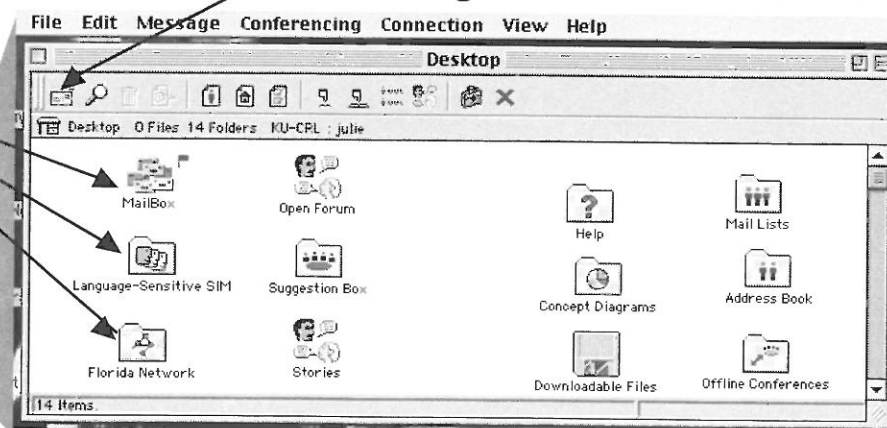 File Edit Message Conferencing Connection View Help
Desktop
Desktop 0 Files 14 Folders KU-CRL : julie
MailBox
Open Forum
Help
Mail Lists
Language-Sensitive SIM
Suggestion Box
Concept Diagrams
Address Book
Florida Network
Stories
Downloadable Files
Offline Conferences
14 Items.